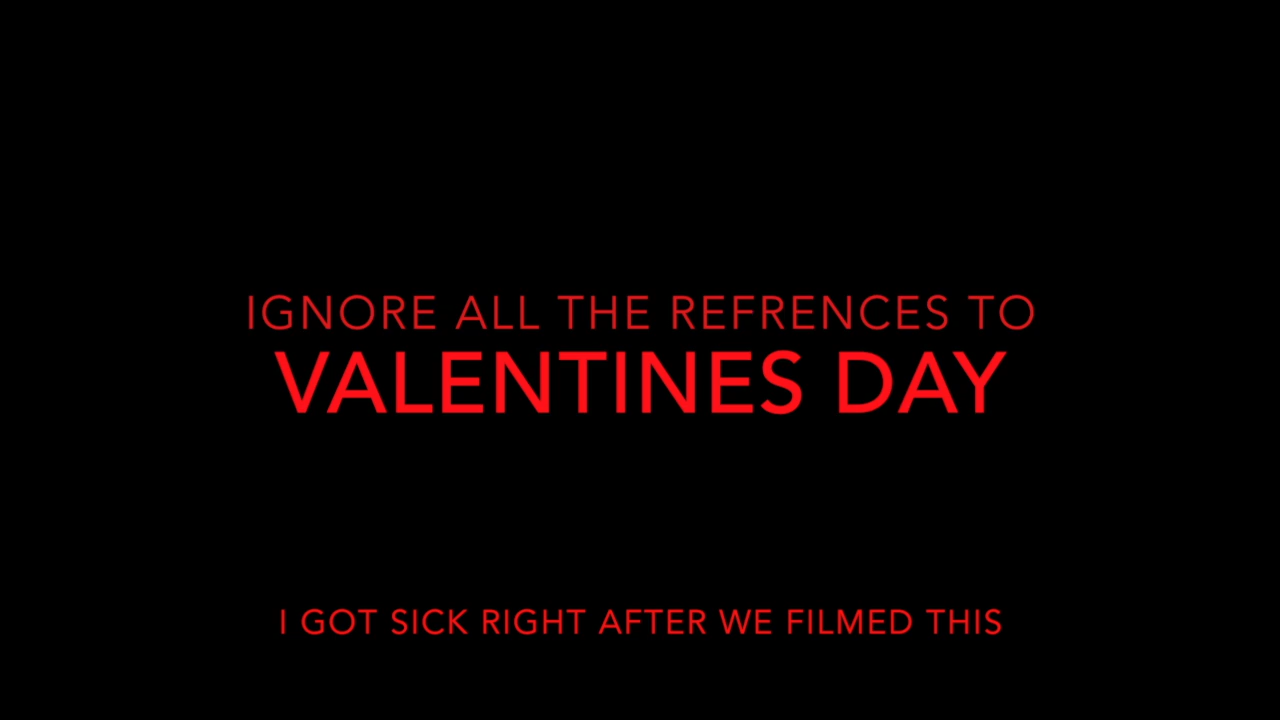 IGNORE ALL THE REFRENCES TO
VALENTINES DAY
I GOT SICK RIGHT AFTER WE FILMED THIS